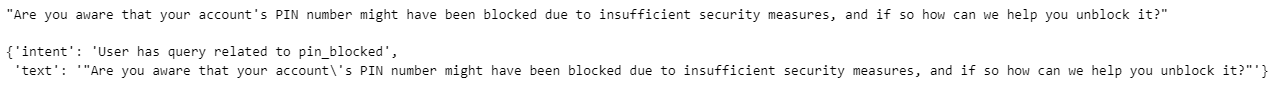 "Are you aware that your account's PIN number might have been blocked due to insufficient security measures, and if so how can we help you unblock it?"
{'intent': 'User has query related to pin_blocked',
'text': '"Are you aware that your account\'s PIN number might have been blocked due to insufficient security measures, and if so how can we help you unblock it?"'}